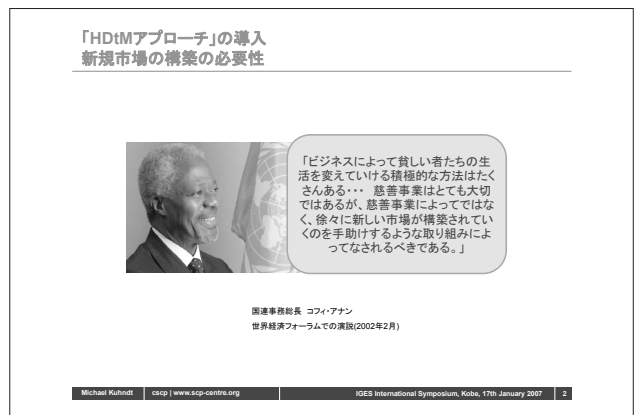 「HDtMアプローチ」の導入
新規市場の構築の必要性
「ビジネスによって貧しい者たちの生
活を変えていける積極的な方法はたく
さんある・・・ 慈善事業はとても大切
ではあるが、慈善事業によってではな
く、徐々に新しい市場が構築されてい
くのを手助けするような取り組みによ
ってなされるべきである。」
国連事務総長 コフィ・アナン
世界経済フォーラムでの演説(2002年2月)
Michael Kuhndt cscp | www.scp-centre.org IGES International Symposium, Kobe, 17th January 2007 2